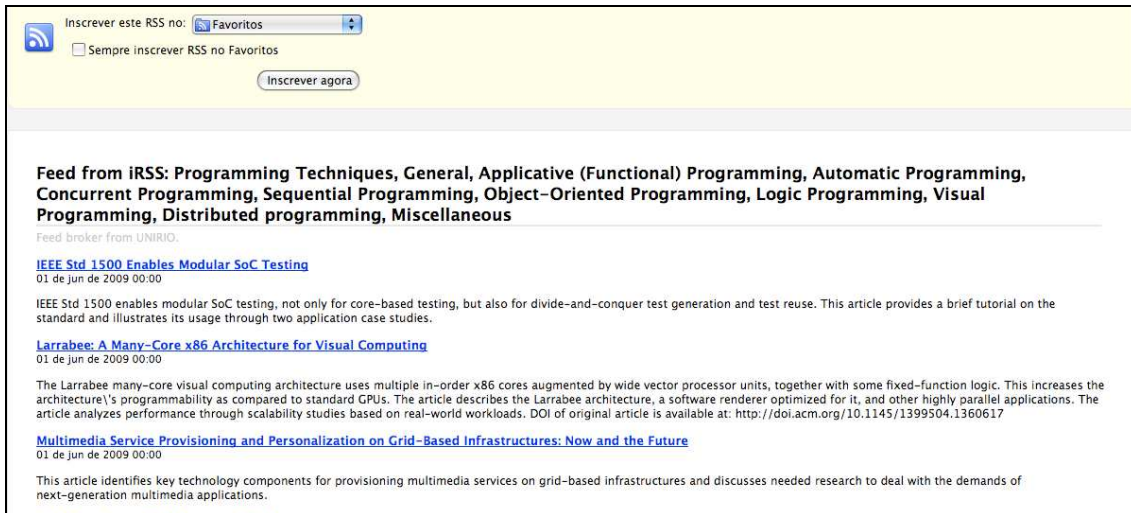 Inscrever este RSS no: Favoritos
Sempre inscrever RSS no Favoritos
Inscrever agora
Feed from iRSS: Programming Techniques, General, Applicative (Functional) Programming, Automatic Programming,
Concurrent Programming, Sequential Programming, Object-Oriented Programming, Logic Programming, Visual
Programming, Distributed programming, Miscellaneous
Feed broker from UNIRIO.
IEEE Std 1500 Enables Modular SoC Testing
01 de jun de 2009 00:00
IEEE Std 1500 enables modular SoC testing, not only for core-based testing, but also for divide-and-conquer test generation and test reuse. This article provides a brief tutorial on the
standard and illustrates its usage through two application case studies.
Larrabee: A Many-Core x86 Architecture for Visual Computing
01 de jun de 2009 00:00
The Larrabee many-core visual computing architecture uses multiple in-order x86 cores augmented by wide vector processor units, together with some fixed-function logic. This increases the
architecture\'s programmability as compared to standard GPUs. The article describes the Larrabee architecture, a software renderer optimized for it, and other highly parallel applications. The
article analyzes performance through scalability studies based on real-world workloads. DOI of original article is available at: http://doi.acm.org/10.1145/1399504.1360617
Multimedia Service Provisioning and Personalization on Grid-Based Infrastructures: Now and the Future
01 de jun de 2009 00:00
This article identifies key technology components for provisioning multimedia services on grid-based infrastructures and discusses needed research to deal with the demands of
next-generation multimedia applications.